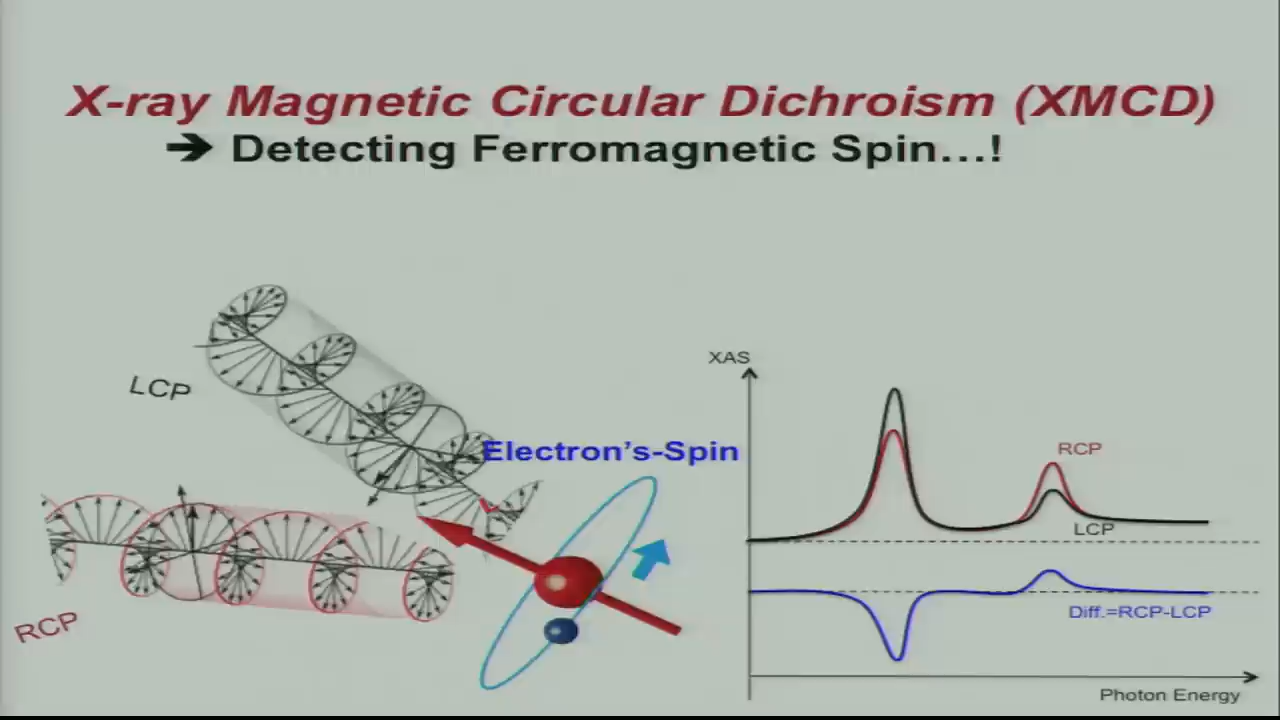 X-ray Magnetic Circular Dichroism (XMCD)
➔ Detecting Ferromagnetic Spin...!
LCP
Electron's-Spin
RCP
XAS
RCP
LCP
Diff.=RCP-LCP
Photon Energy